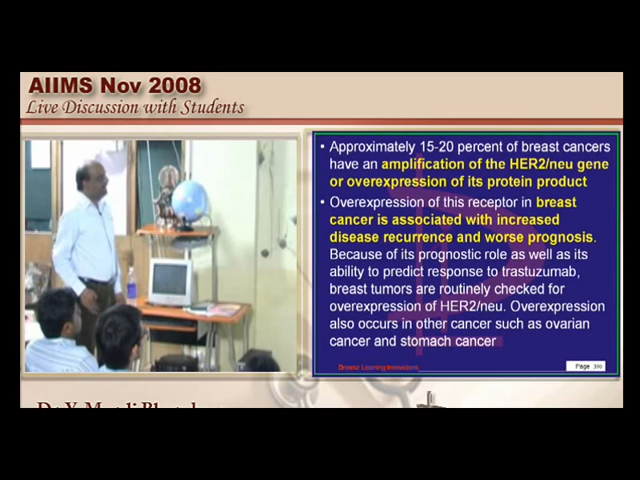 AIIMS Nov 2008
Live Discussion with Students
• Approximately 15-20 percent of breast cancers
have an amplification of the HER2/neu gene
or overexpression of its protein product
• Overexpression of this receptor in breast
cancer is associated with increased
disease recurrence and worse prognosis.
Because of its prognostic role as well as its
ability to predict response to trastuzumab,
breast tumors are routinely checked for
overexpression of HER2/neu. Overexpression
also occurs in other cancer such as ovarian
cancer and stomach cancer
Learning Innovations
Page